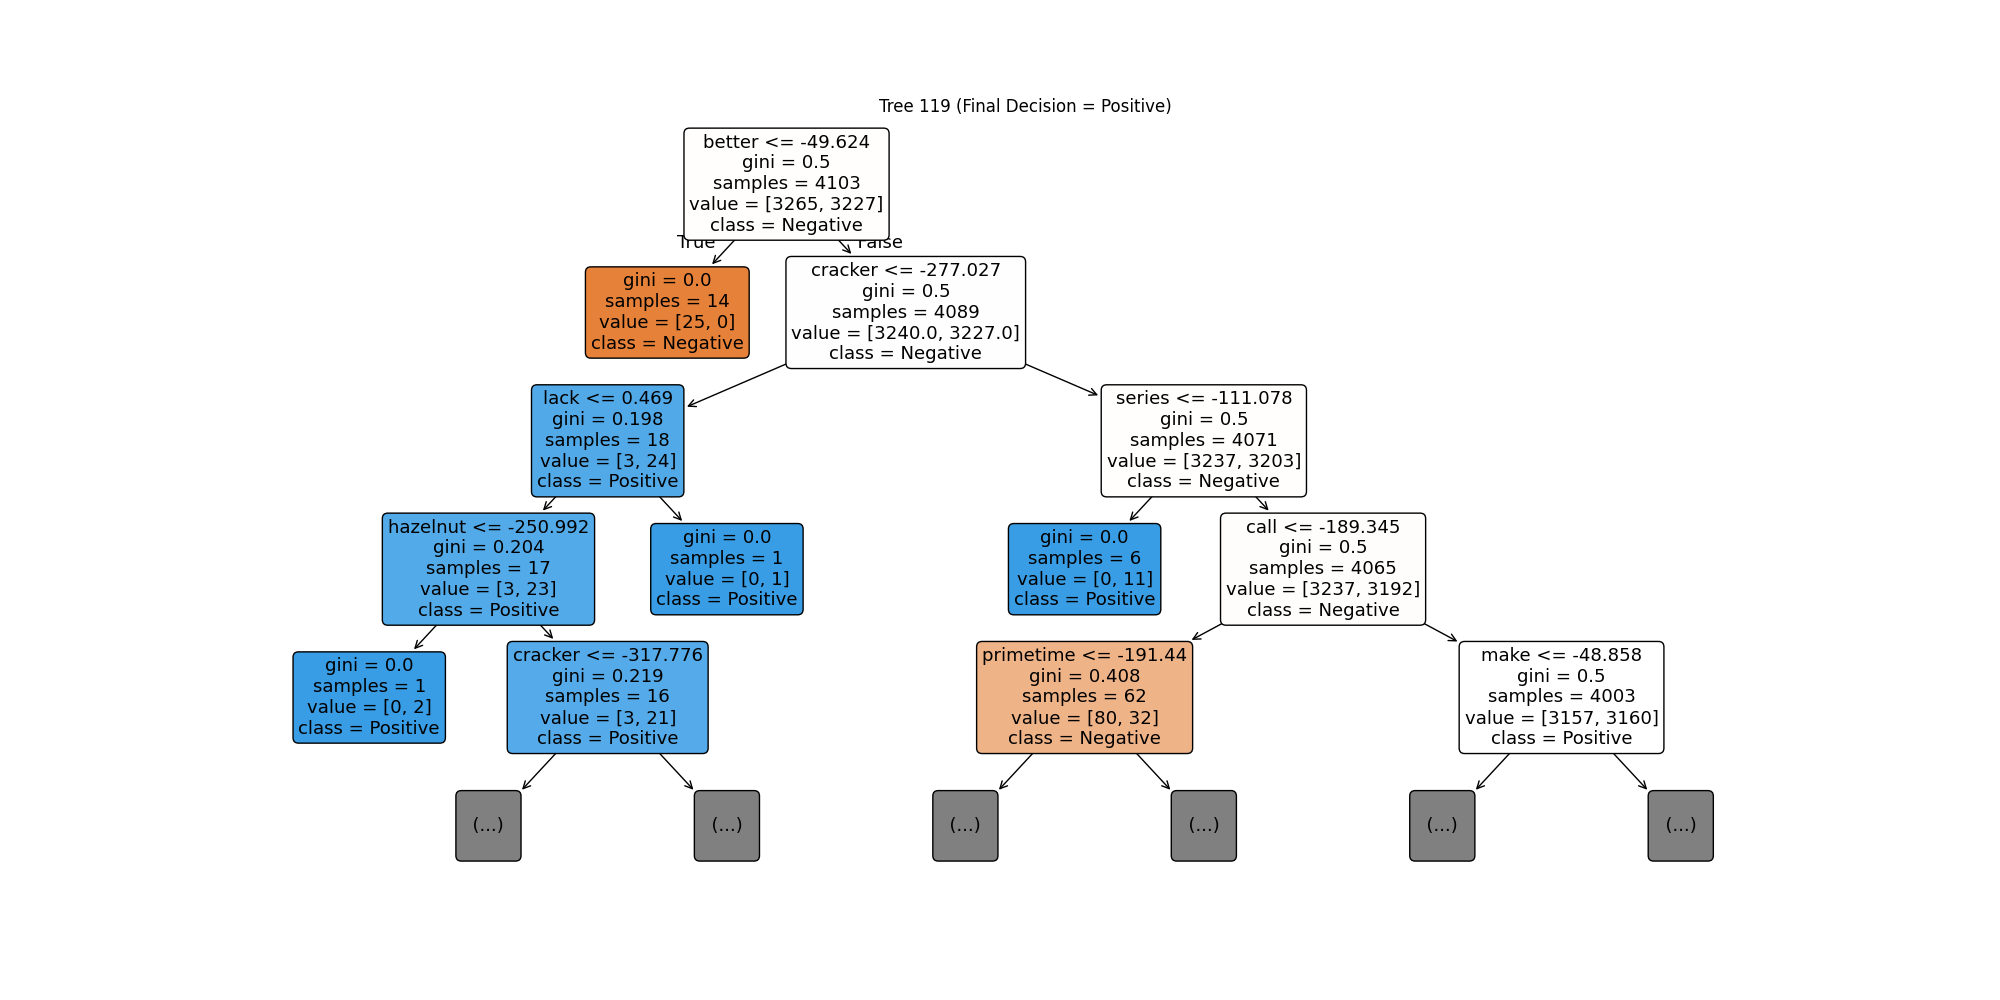 Tree 119 (Final Decision = Positive)
better <= -49.624
gini = 0.5
samples = 4103
value = [3265, 3227]
class = Negative
True
False
gini = 0.0
samples = 14
value = [25, 0]
class = Negative
cracker <= -277.027
gini = 0.5
samples = 4089
value = [3240.0, 3227.0]
class = Negative
lack <= 0.469
gini = 0.198
samples = 18
value = [3, 24]
class = Positive
series <= -111.078
gini = 0.5
samples = 4071
value = [3237, 3203]
class = Negative
hazelnut <= -250.992
gini = 0.204
samples = 17
value = [3, 23]
class = Positive
gini = 0.0
samples = 1
value = [0, 1]
class = Positive
gini = 0.0
samples = 6
value = [0, 11]
class = Positive
call <= -189.345
gini = 0.5
samples = 4065
value = [3237, 3192]
class = Negative
gini = 0.0
samples = 1
value = [0, 2]
class = Positive
cracker <= -317.776
gini = 0.219
samples = 16
value = [3, 21]
class = Positive
primetime <= -191.44
gini = 0.408
samples = 62
value = [80, 32]
class = Negative
make <= -48.858
gini = 0.5
samples = 4003
value = [3157, 3160]
class = Positive
(...)
(...)
(...)
(...)
(...)
(...)